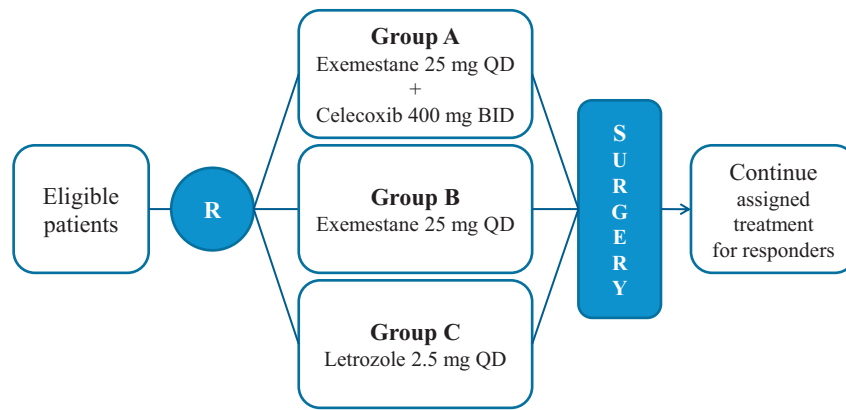 Eligible
patients
R
Group A
Exemestane 25 mg QD
+
Celecoxib 400 mg BID
Group B
Exemestane 25 mg QD
Group C
Letrozole 2.5 mg QD
SURGERY
Continue
assigned
treatment
for responders